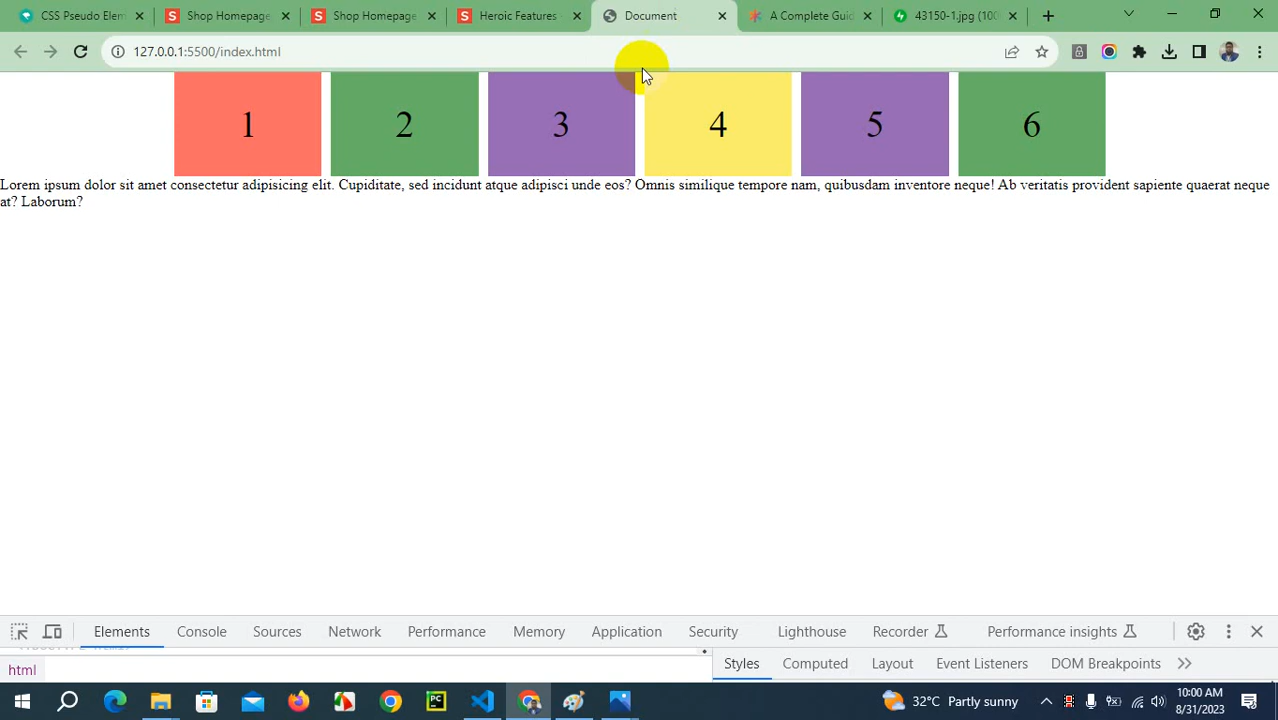 CSS Pseudo Elem
Shop Homepage
Shop Homepage
Heroic Features
Document
A Complete Guid
43150-1.jpg (100
127.0.0.1:5500/index.html
1
2
3
4
5
6
Lorem ipsum dolor sit amet consectetur adipisicing elit. Cupiditate, sed incidunt atque adipisci unde eos? Omnis similique tempore nam, quibusdam inventore neque! Ab veritatis provident sapiente quaerat neque
at? Laborum?
Elements
Console
Sources
Network
Performance
Memory
Application
Security
Lighthouse
Recorder
Performance insights
html
Styles
Computed
Layout
Event Listeners
DOM Breakpoints
32°C Partly sunny
10:00 AM
8/31/2023